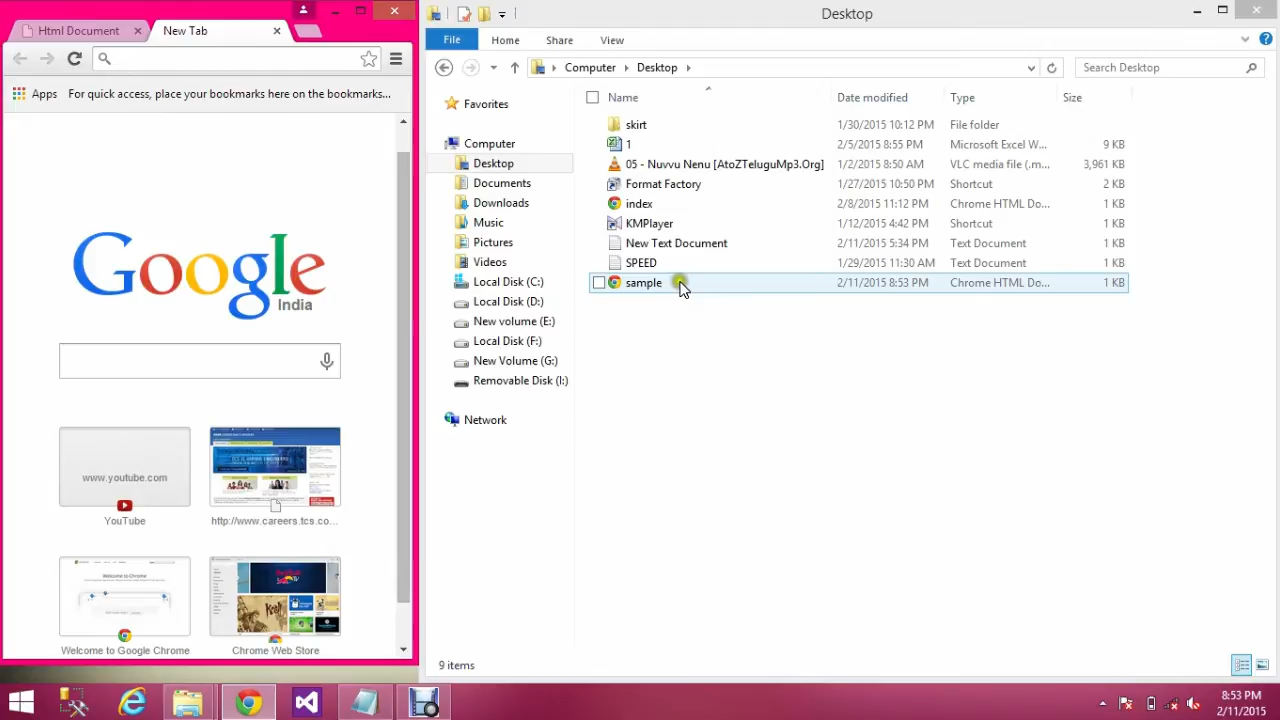 Html Document
New Tab
Apps
For quick access, place your bookmarks here on the bookmarks...
Google
India
www.youtube.com
YouTube
http://www.careers.tcs.co...
Welcome to Chrome
Welcome to Google Chrome
Chrome Web Store
Desktop
File
Home
Share
View
Computer
Desktop
Search Desktop
Favorites
Computer
Desktop
Documents
Downloads
Music
Pictures
Videos
Local Disk (C:)
Local Disk (D:)
New volume (E:)
Local Disk (F:)
New Volume (G:)
Removable Disk (I:)
Network
Name Date modified Type Size
skirt 1/30/2015 10:12 PM File folder
1 2/5/2015 8:55 PM Microsoft Excel W... 9 KB
05 - Nuvvu Nenu [AtoZTeluguMp3.Org] 1/2/2015 8:50 AM VLC media file (.m... 3,961 KB
Format Factory 1/27/2015 10:50 PM Shortcut 2 KB
index 2/8/2015 11:12 PM Chrome HTML Do... 1 KB
KMPlayer 1/12/2015 4:42 PM Shortcut 1 KB
New Text Document 2/11/2015 5:34 PM Text Document 1 KB
SPEED 1/29/2015 11:30 AM Text Document 1 KB
sample 2/11/2015 8:53 PM Chrome HTML Do... 1 KB
9 items
8:53 PM
2/11/2015